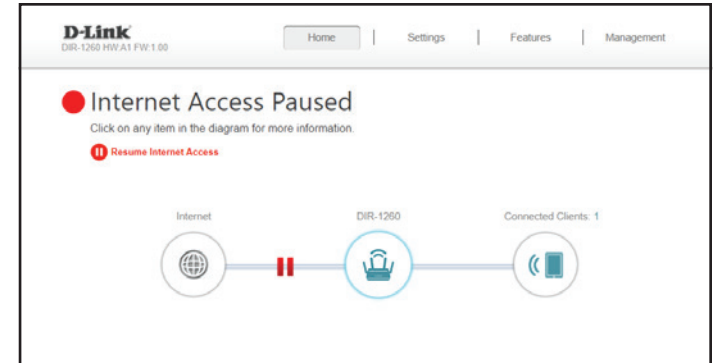 D-Link
DIR-1260 HW:A1 FW:1.00
Home | Settings | Features | Management
Internet Access Paused
Click on any item in the diagram for more information.
Resume Internet Access
Internet DIR-1260 Connected Clients: 1